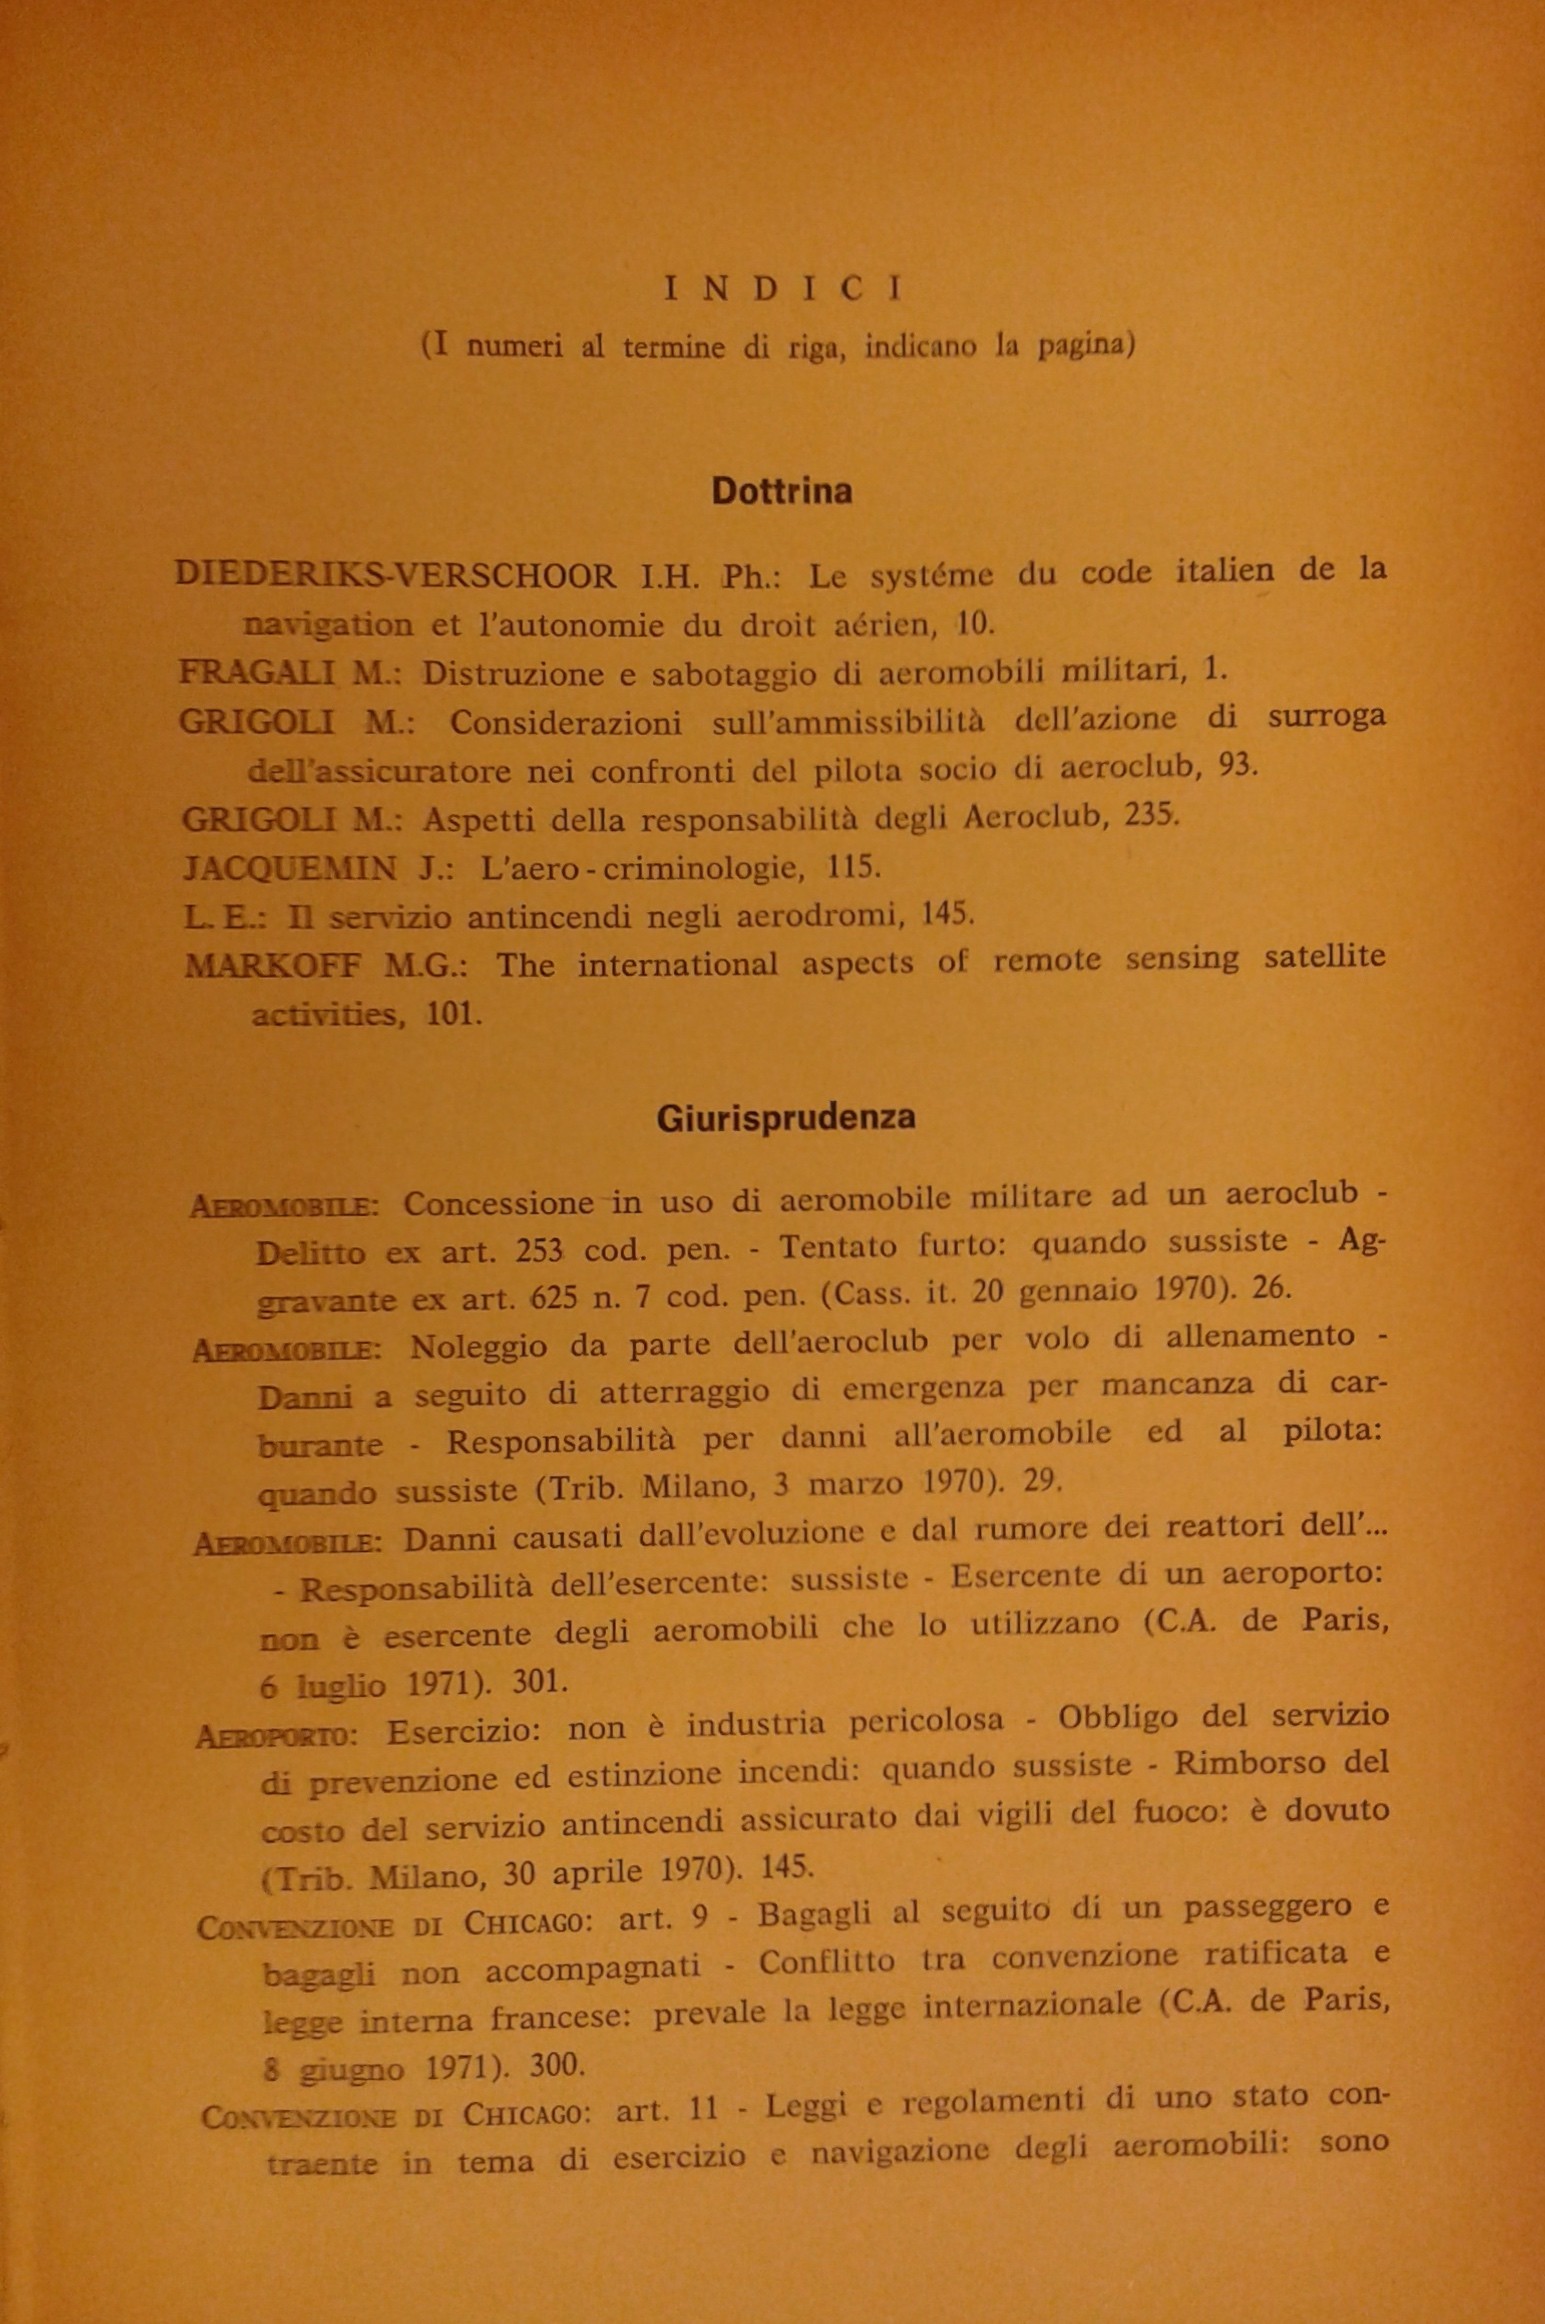 INDICI
(I numeri al termine di riga, indicano la pagina)
Dottrina
DIEDERIKS-VERSCHOOR I.H. Ph.: Le systéme du code italien de la
navigation et l'autonomie du droit aérien, 10.
FRAGALI M.: Distruzione e sabotaggio di aeromobili militari, 1.
GRIGOLI M.: Considerazioni sull'ammissibilità dell'azione di surroga
dell'assicuratore nei confronti del pilota socio di aeroclub, 93.
GRIGOLI M.: Aspetti della responsabilità degli Aeroclub, 235.
JACQUEMIN J.: L'aero-criminologie, 115.
L. E.: Il servizio antincendi negli aerodromi, 145.
MARKOFF M.G.: The international aspects of remote sensing satellite
activities, 101.
Giurisprudenza
AEROMOBILE: Concessione in uso di aeromobile militare ad un aeroclub -
Delitto ex art. 253 cod. pen. - Tentato furto: quando sussiste - Ag-
gravante ex art. 625 n. 7 cod. pen. (Cass. it. 20 gennaio 1970). 26.
AEROMOBILE: Noleggio da parte dell'aeroclub per volo di allenamento -
Danni a seguito di atterraggio di emergenza per mancanza di car-
burante - Responsabilità per danni all'aeromobile ed al pilota:
quando sussiste (Trib. Milano, 3 marzo 1970). 29.
AEROMOBILE: Danni causati dall'evoluzione e dal rumore dei reattori dell'...
- Responsabilità dell'esercente: sussiste - Esercente di un aeroporto:
non è esercente degli aeromobili che lo utilizzano (C.A. de Paris,
6 luglio 1971). 301.
AEROPORTO: Esercizio: non è industria pericolosa - Obbligo del servizio
di prevenzione ed estinzione incendi: quando sussiste - Rimborso del
costo del servizio antincendi assicurato dai vigili del fuoco: è dovuto
(Trib. Milano, 30 aprile 1970). 145.
CONVENZIONE DI CHICAGO: art. 9 - Bagagli al seguito di un passeggero e
bagagli non accompagnati - Conflitto tra convenzione ratificata e
legge interna francese: prevale la legge internazionale (C.A. de Paris,
8 giugno 1971). 300.
CONVENZIONE DI CHICAGO: art. 11 - Leggi e regolamenti di uno stato con-
traente in tema di esercizio e navigazione degli aeromobili: sono